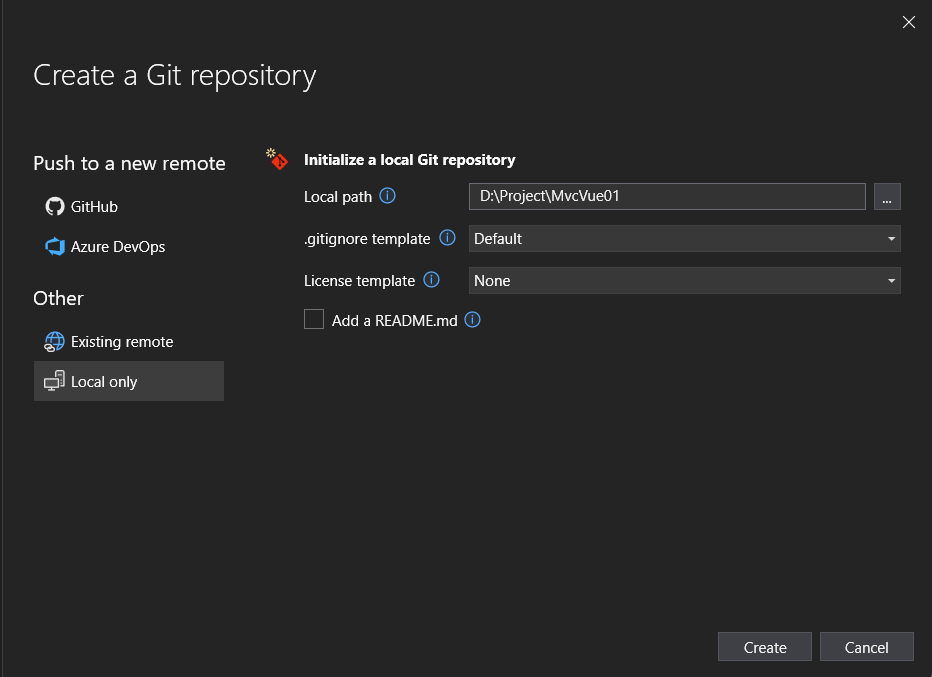 Create a Git repository
Push to a new remote
GitHub
Azure DevOps
Other
Existing remote
Local only
Initialize a local Git repository
Local path
D:\Project\MvcVue01
...
.gitignore template
Default
License template
None
Add a README.md
Create
Cancel